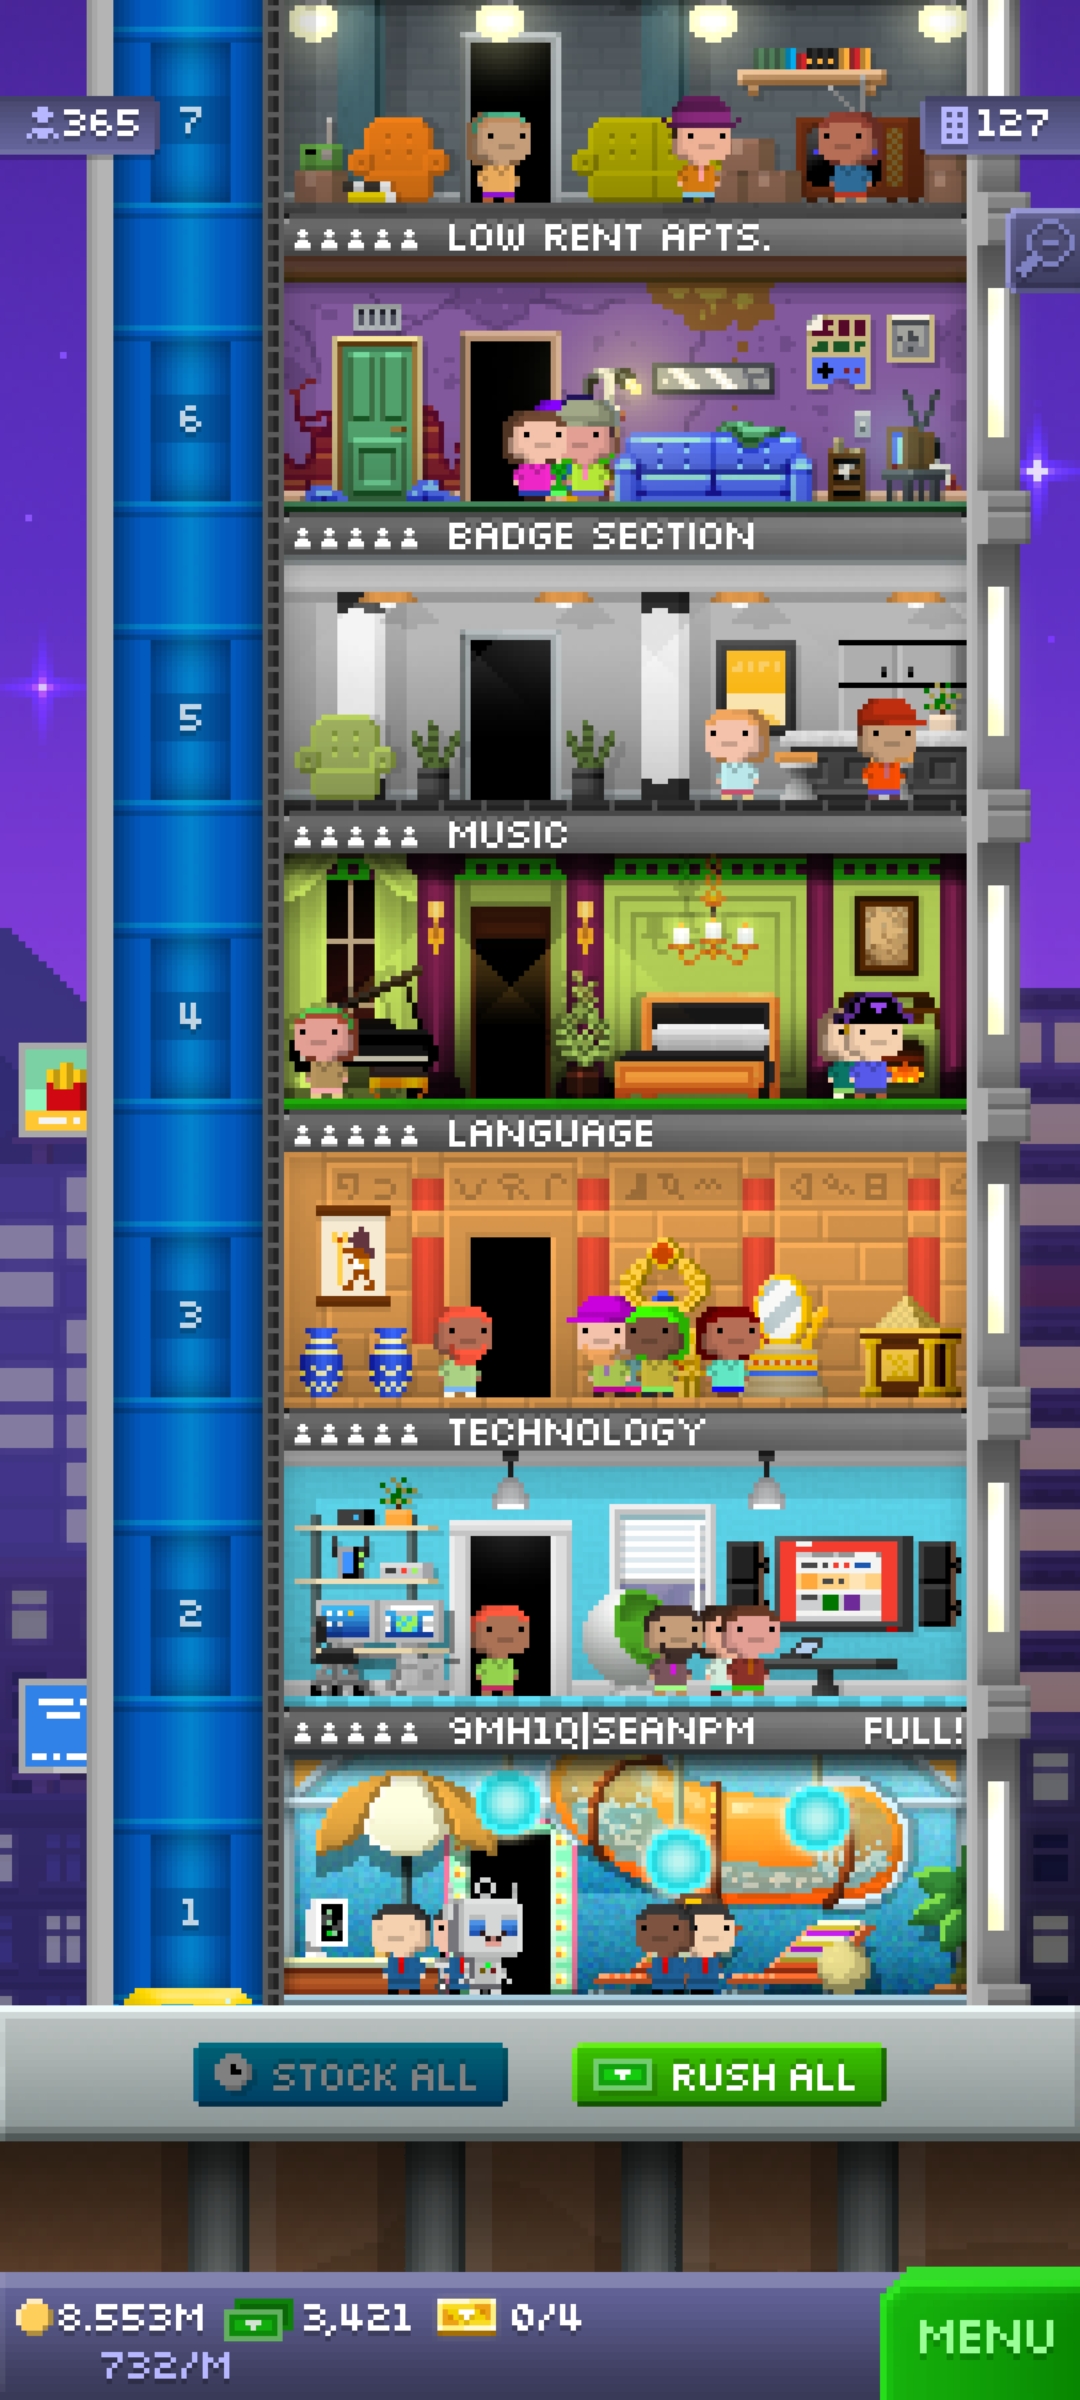 365
7
127
LOW RENT APTS.
6
BADGE SECTION
5
MUSIC
4
LANGUAGE
3
TECHNOLOGY
2
9MH1Q|SEANPM FULL!
1
STOCK ALL
RUSH ALL
8.553M 3,421 0/4
732/M
MENU